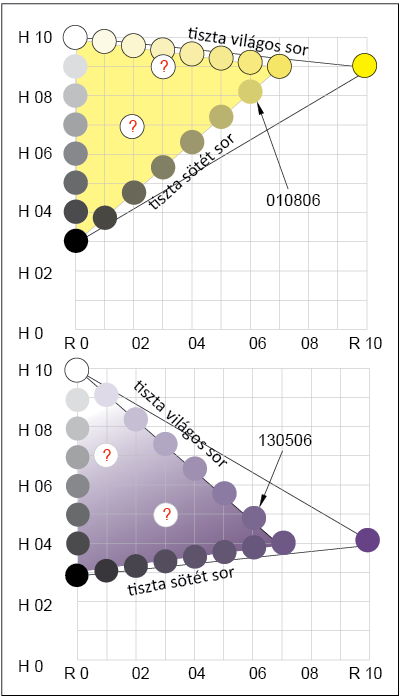 H 10
tiszta világos sor
?
H 08
?
H 06
tiszta sötét sor
010806
H 04
H 02
H 0
R 0 02 04 06 08 R 10
H 10
tiszta világos sor
H 08
130506
?
H 06
?
H 04
tiszta sötét sor
H 02
H 0
R 0 02 04 06 08 R 10